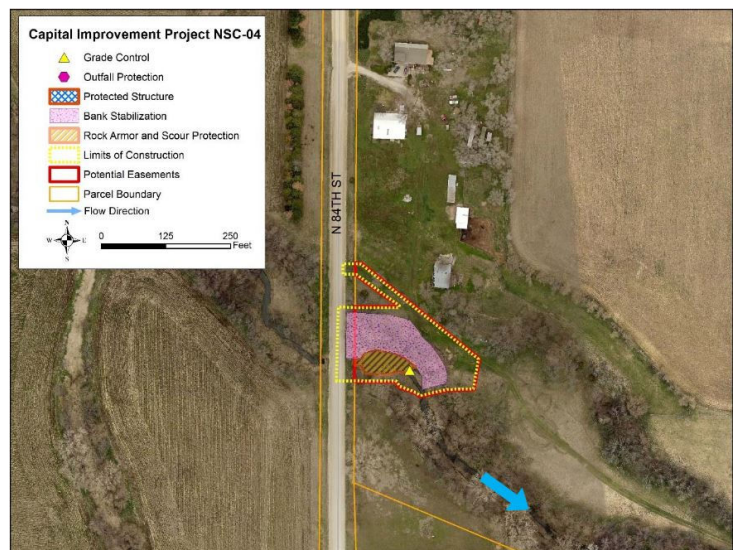 Capital Improvement Project NSC-04
Grade Control
Outfall Protection
Protected Structure
Bank Stabilization
Rock Armor and Scour Protection
Limits of Construction
Potential Easements
Parcel Boundary
Flow Direction
N
W E
N
0 125 250
Feet
N 84TH ST